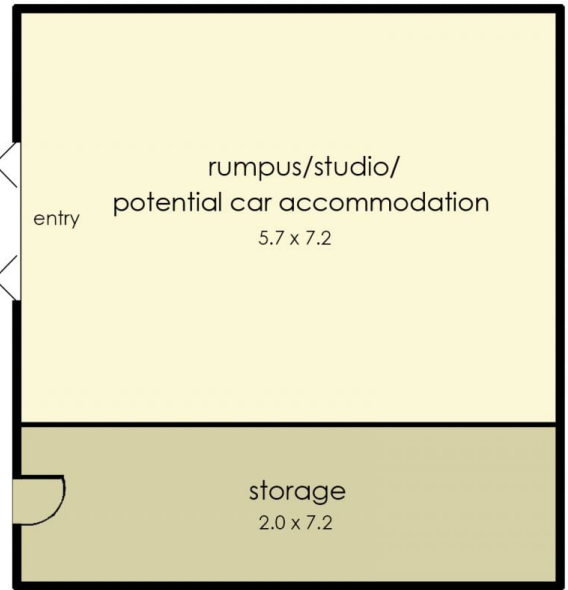 rumpus/studio/
potential car accommodation
entry
5.7 x 7.2
storage
2.0 x 7.2